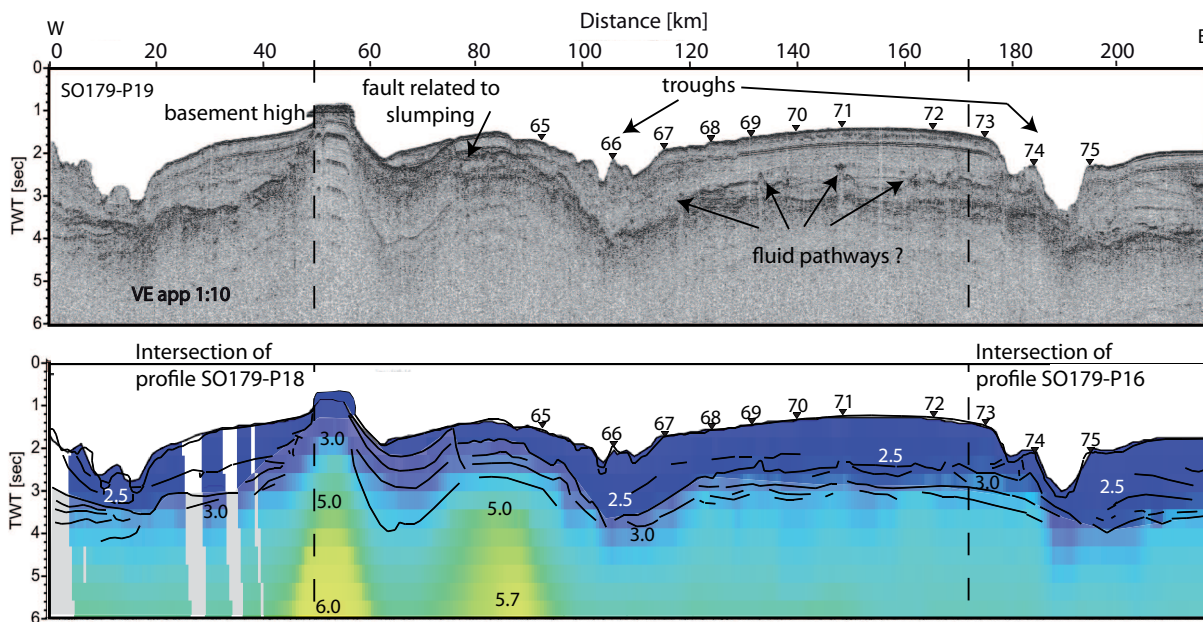 Distance [km]
W
E
0 20 40 60 80 100 120 140 160 180 200
0
1
2
3
4
5
6
TWT [sec]
SO179-P19
basement high
fault related to
slumping
troughs
65 66 67 68 69 70 71 72 73 74 75
fluid pathways ?
VE app 1:10
Intersection of
profile SO179-P18
Intersection of
profile SO179-P16
0
1
2
3
4
5
6
TWT [sec]
65 66 67 68 69 70 71 72 73 74 75
3.0
2.5
3.0
5.0
6.0
5.0
5.7
2.5
3.0
2.5
3.0
2.5